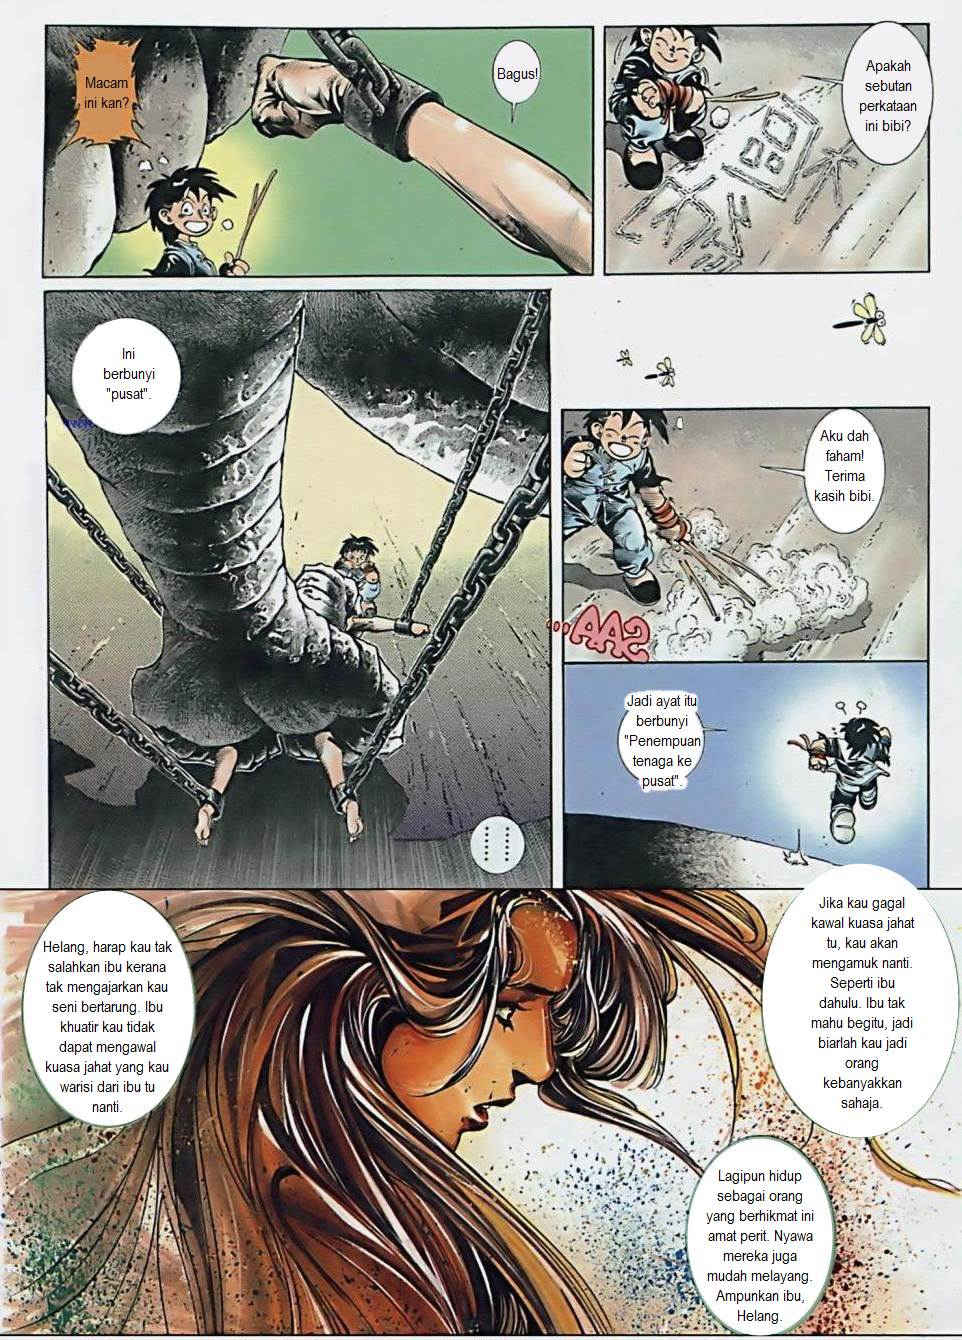 Macam
ini kan?
Bagus!
Apakah
sebutan
perkataan
ini bibi?
Ini
berbunyi
"pusat".
Aku dah
faham!
Terima
kasih bibi.
SAA...
Jadi ayat itu
berbunyi
"Penempuan
tenaga ke
pusat".
Helang, harap kau tak
salahkan ibu kerana
tak mengajarkan kau
seni bertarung. Ibu
khuatir kau tidak
dapat mengawal
kuasa jahat yang kau
warisi dari ibu tu
nanti.
Jika kau gagal
kawal kuasa jahat
tu, kau akan
mengamuk nanti.
Seperti ibu
dahulu. Ibu tak
mahu begitu, jadi
biarlah kau jadi
orang
kebanyakkan
sahaja.
Lagipun hidup
sebagai orang
yang berhikmat ini
amat perit. Nyawa
mereka juga
mudah melayang.
Ampunkan ibu,
Helang.